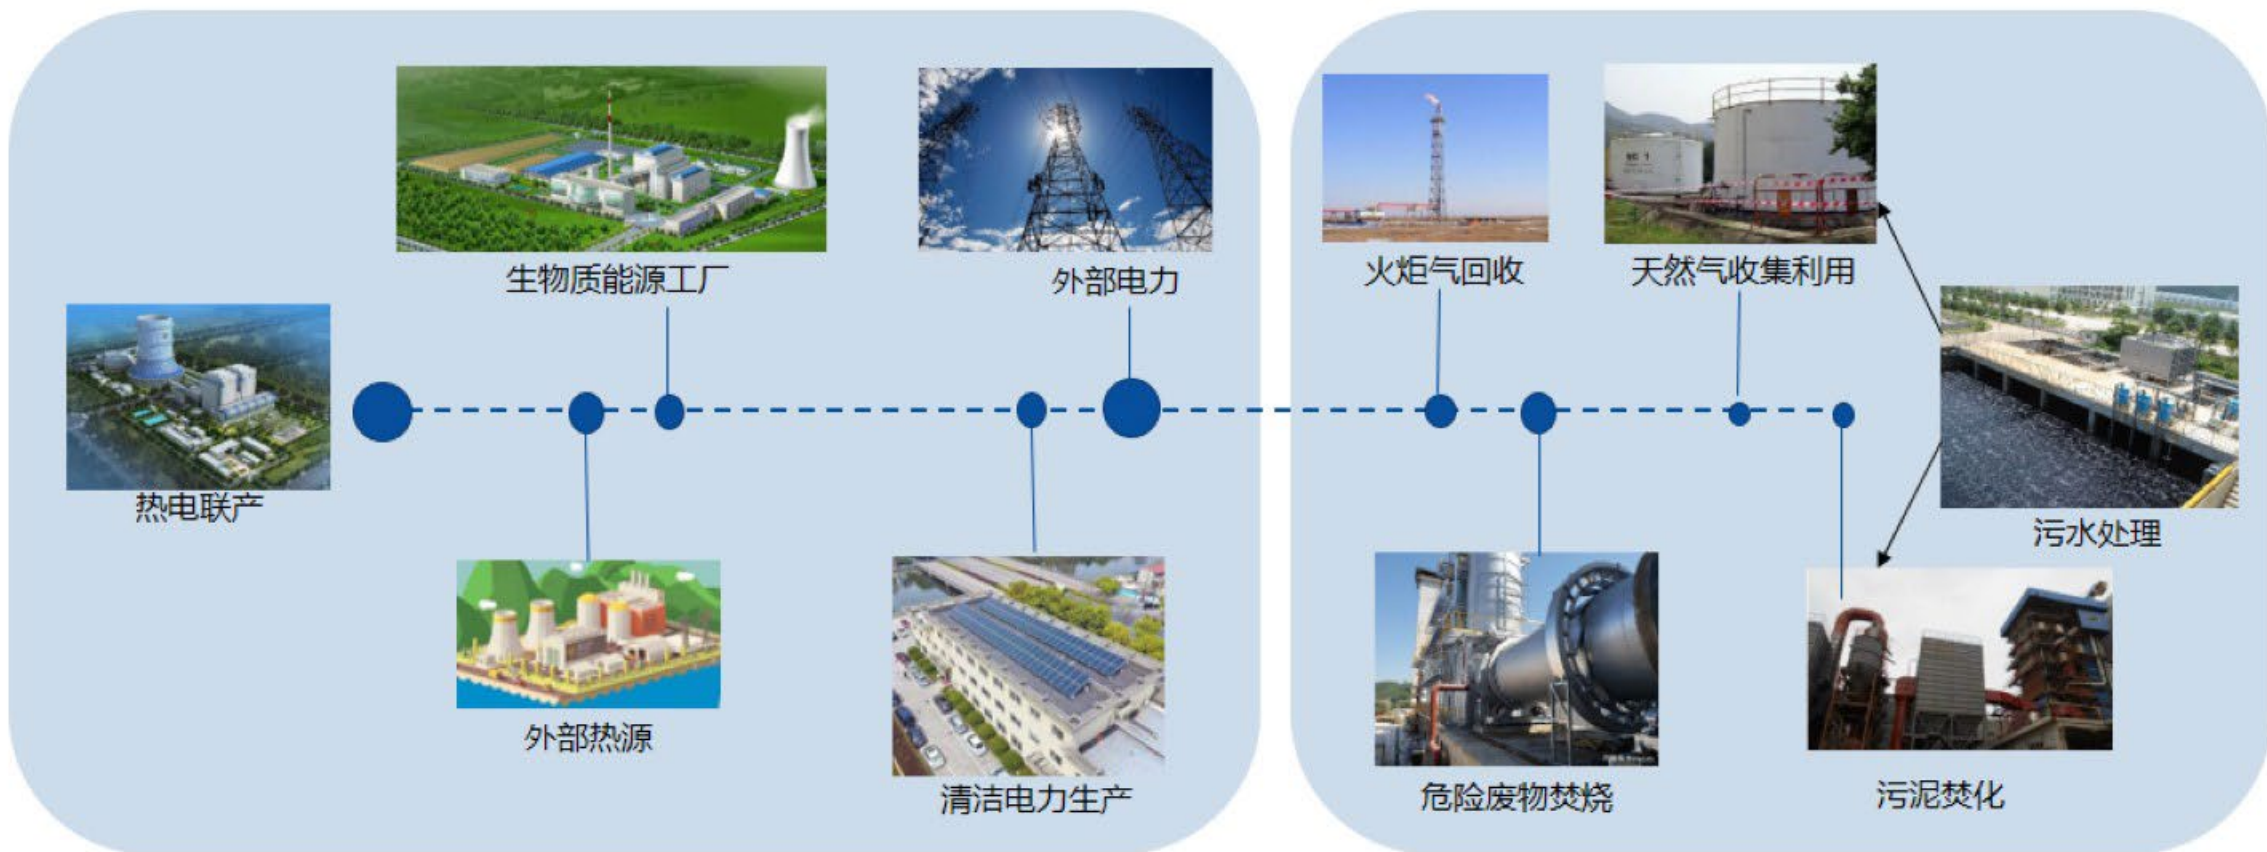 生物质能源工厂
外部电力
火炬气回收
天然气收集利用
热电联产
污水处理
外部热源
清洁电力生产
危险废物焚烧
污泥焚化